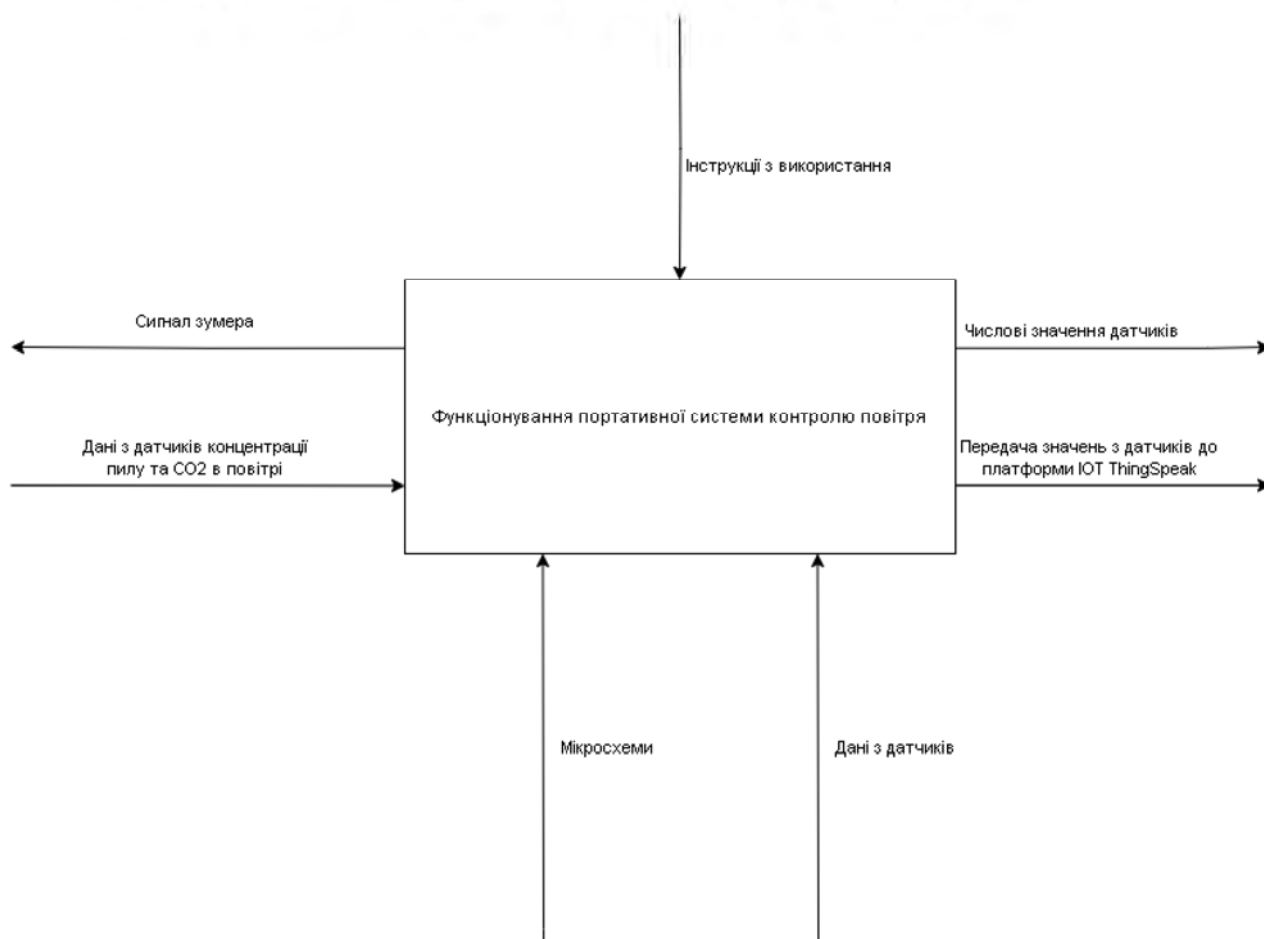 Інструкції з використання
Сигнал зумера
Числові значення датчиків
Функціонування портативної системи контролю повітря
Дані з датчиків концентрації
пилу та СО2 в повітрі
Передача значень з датчиків до
платформи ІОТ ThingSpeak
Мікросхеми
Дані з датчиків